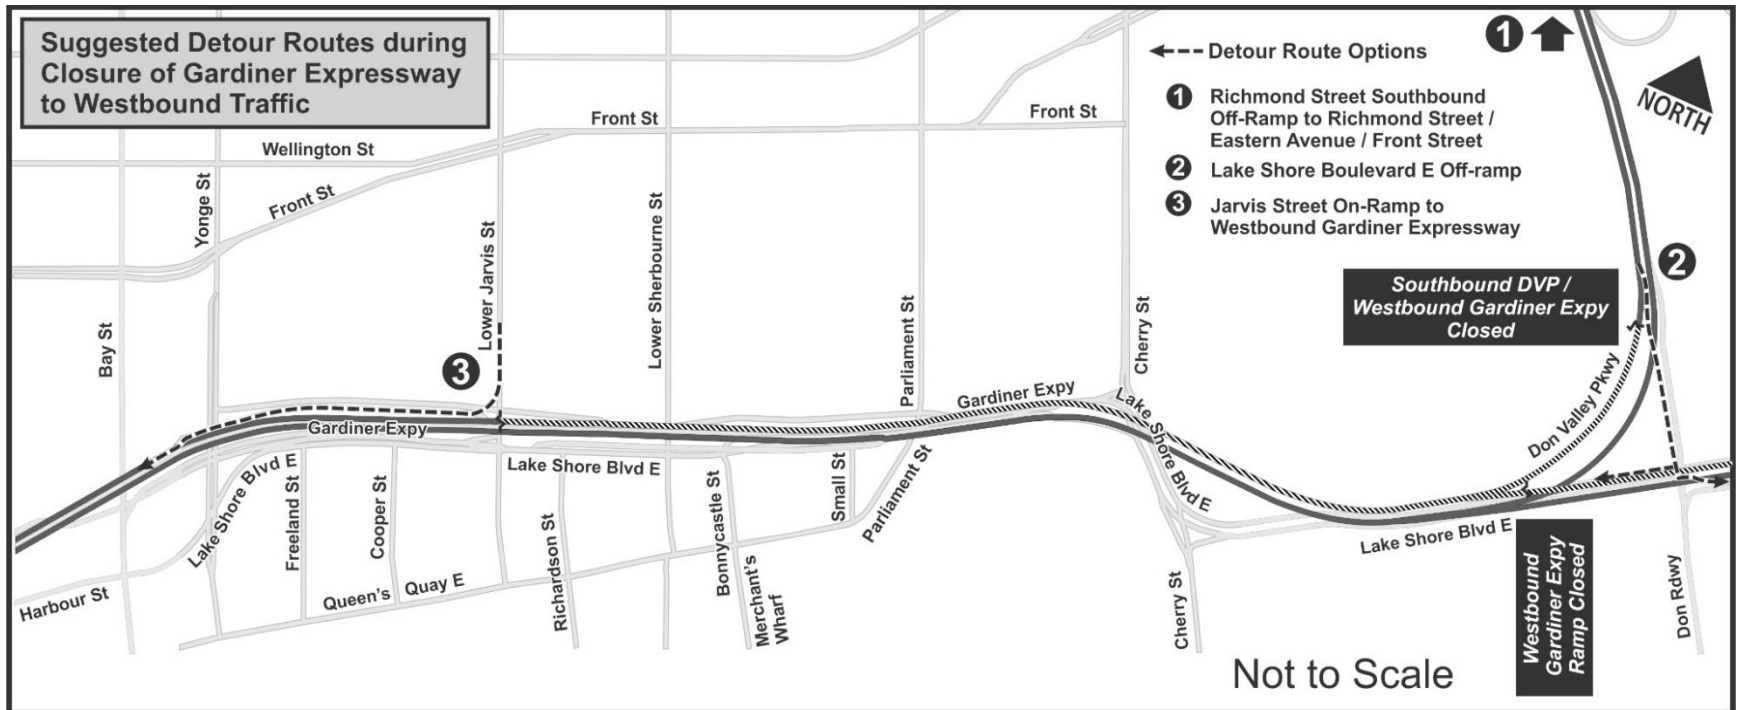 Suggested Detour Routes during
Closure of Gardiner Expressway
to Westbound Traffic
Detour Route Options
1 Richmond Street Southbound
Off-Ramp to Richmond Street /
Eastern Avenue / Front Street
2 Lake Shore Boulevard E Off-ramp
3 Jarvis Street On-Ramp to
Westbound Gardiner Expressway
1
NORTH
2
Southbound DVP /
Westbound Gardiner Expy
Closed
Front St
Front St
Wellington St
Front St
Yonge St
Bay St
Lower Jarvis St
Lower Sherbourne St
Parliament St
Cherry St
3
Gardiner Expy
Gardiner Expy
Don Valley Pkwy
Lake Shore Blvd E
Lake Shore Blvd E
Lake Shore Blvd E
Lake Shore Blvd E
Freeland St
Cooper St
Richardson St
Bonnycastle St
Small St
Parliament St
Merchant's
Wharf
Queen's Quay E
Harbour St
Cherry St
Westbound
Gardiner Expy
Ramp Closed
Don Rdwy
Not to Scale